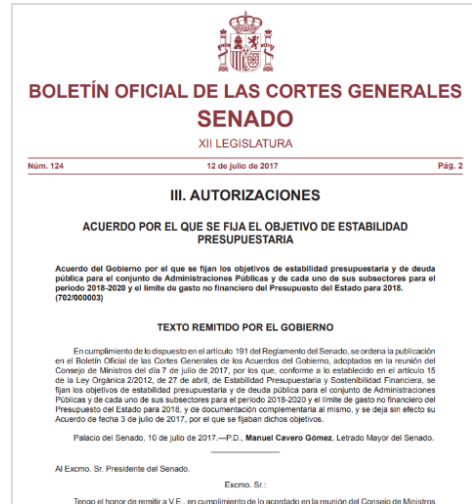 BOLETÍN OFICIAL DE LAS CORTES GENERALES
SENADO
XII LEGISLATURA
Núm. 124 12 de julio de 2017 Pág. 2
III. AUTORIZACIONES
ACUERDO POR EL QUE SE FIJA EL OBJETIVO DE ESTABILIDAD
PRESUPUESTARIA
Acuerdo del Gobierno por el que se fijan los objetivos de estabilidad presupuestaria y de deuda
pública para el conjunto de Administraciones Públicas y de cada uno de sus subsectores para el
período 2018-2020 y el límite de gasto no financiero del Presupuesto del Estado para 2018.
(702/000003)
TEXTO REMITIDO POR EL GOBIERNO
En cumplimiento de lo dispuesto en el artículo 191 del Reglamento del Senado, se ordena la publicación
en el Boletín Oficial de las Cortes Generales de los Acuerdos del Gobierno, adoptados en la reunión del
Consejo de Ministros del día 7 de julio de 2017, por los que, conforme a lo establecido en el artículo 15
de la Ley Orgánica 2/2012, de 27 de abril, de Estabilidad Presupuestaria y Sostenibilidad Financiera, se
fijan los objetivos de estabilidad presupuestaria y de deuda pública para el conjunto de Administraciones
Públicas y de cada uno de sus subsectores para el período 2018-2020 y el límite de gasto no financiero del
Presupuesto del Estado para 2018, y de documentación complementaria al mismo, y se deja sin efecto su
Acuerdo de fecha 3 de julio de 2017, por el que se fijaban dichos objetivos.
Palacio del Senado, 10 de julio de 2017.—P.D., Manuel Cavero Gómez, Letrado Mayor del Senado.
Al Excmo. Sr. Presidente del Senado.
Excmo. Sr.:
Tengo el honor de remitir a V.E., en cumplimiento de lo acordado en la reunión del Consejo de Ministros